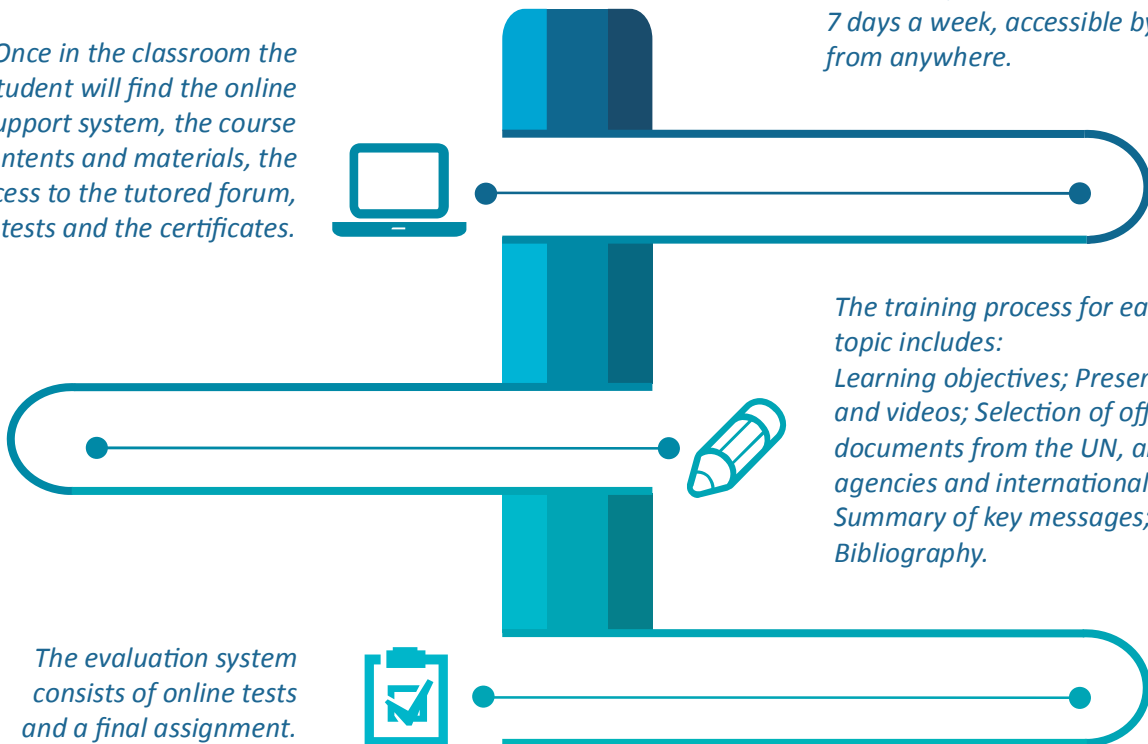 7 days a week, accessible by
from anywhere.
Once in the classroom the
tudent will find the online
upport system, the course
ntents and materials, the
cess to the tutored forum,
tests and the certificates.
The training process for ea
topic includes:
Learning objectives; Presen
and videos; Selection of off
documents from the UN, a
agencies and international
Summary of key messages;
Bibliography.
The evaluation system
consists of online tests
and a final assignment.